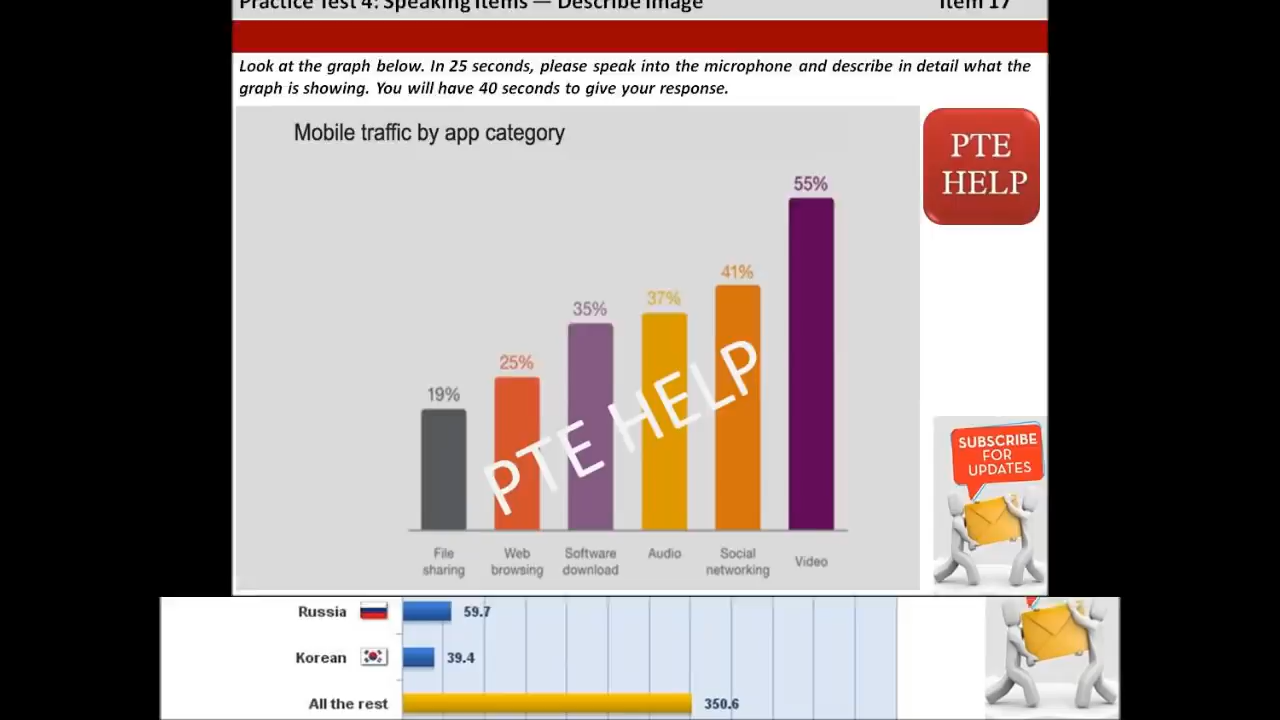 Practice Test 4: Speaking Items — Describe Image
Item 17
Look at the graph below. In 25 seconds, please speak into the microphone and describe in detail what the
graph is showing. You will have 40 seconds to give your response.
Mobile traffic by app category
PTE
HELP
55%
41%
37%
35%
25%
19%
PTE HELP
SUBSCRIBE
FOR
UPDATES
File
sharing
Web
browsing
Software
download
Audio
Social
networking
Video
Russia 59.7
Korean 39.4
All the rest 350.6